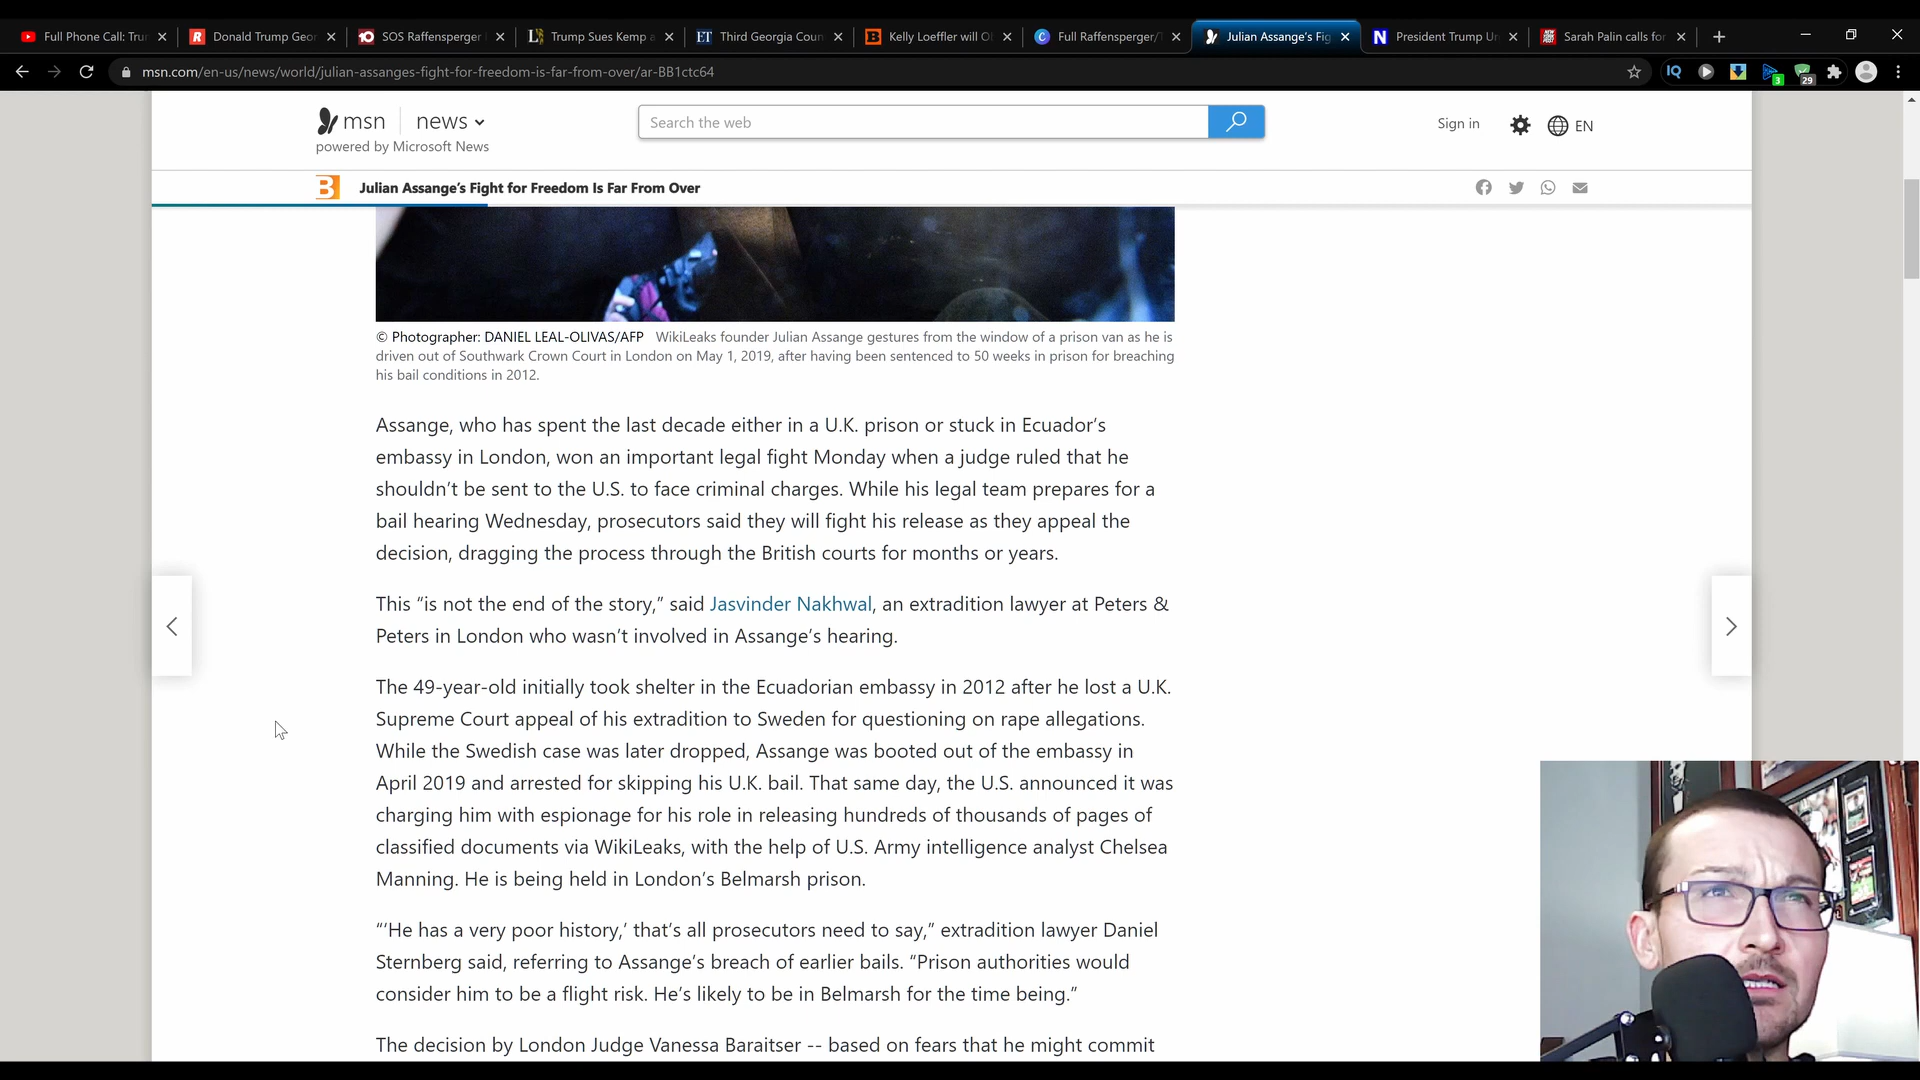 Full Phone Call: Tru
Donald Trump Geor
SOS Raffensperger
Trump Sues Kemp a
Third Georgia Coun
Kelly Loeffler will O
Full Raffensperger/T
Julian Assange's Fig
President Trump U
Sarah Palin calls fo
msn.com/en-us/news/world/julian-assanges-fight-for-freedom-is-far-from-over/ar-BB1ctc64
msn news
powered by Microsoft News
Search the web
Sign in
EN
Julian Assange's Fight for Freedom Is Far From Over
© Photographer: DANIEL LEAL-OLIVAS/AFP WikiLeaks founder Julian Assange gestures from the window of a prison van as he is
driven out of Southwark Crown Court in London on May 1, 2019, after having been sentenced to 50 weeks in prison for breaching
his bail conditions in 2012.
Assange, who has spent the last decade either in a U.K. prison or stuck in Ecuador's
embassy in London, won an important legal fight Monday when a judge ruled that he
shouldn't be sent to the U.S. to face criminal charges. While his legal team prepares for a
bail hearing Wednesday, prosecutors said they will fight his release as they appeal the
decision, dragging the process through the British courts for months or years.
This “is not the end of the story,” said Jasvinder Nakhwal, an extradition lawyer at Peters &
Peters in London who wasn't involved in Assange's hearing.
The 49-year-old initially took shelter in the Ecuadorian embassy in 2012 after he lost a U.K.
Supreme Court appeal of his extradition to Sweden for questioning on rape allegations.
While the Swedish case was later dropped, Assange was booted out of the embassy in
April 2019 and arrested for skipping his U.K. bail. That same day, the U.S. announced it was
charging him with espionage for his role in releasing hundreds of thousands of pages of
classified documents via WikiLeaks, with the help of U.S. Army intelligence analyst Chelsea
Manning. He is being held in London's Belmarsh prison.
“‘He has a very poor history,’ that's all prosecutors need to say,” extradition lawyer Daniel
Sternberg said, referring to Assange's breach of earlier bails. “Prison authorities would
consider him to be a flight risk. He's likely to be in Belmarsh for the time being.”
The decision by London Judge Vanessa Baraitser -- based on fears that he might commit